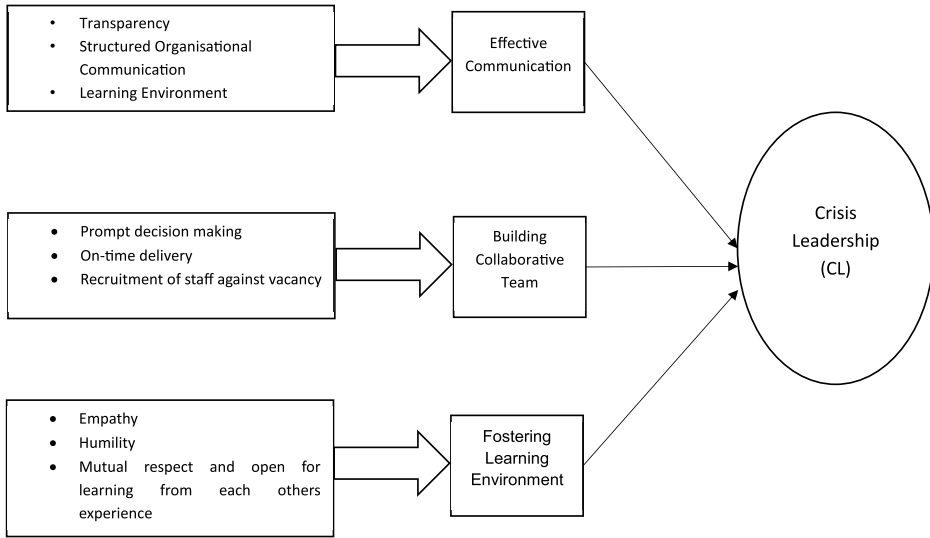 • Transparency
• Structured Organisational
Communication
• Learning Environment
Effective
Communication
• Prompt decision making
• On-time delivery
• Recruitment of staff against vacancy
Building
Collaborative
Team
• Empathy
• Humility
• Mutual respect and open for
learning from each others
experience
Fostering
Learning
Environment
Crisis
Leadership
(CL)